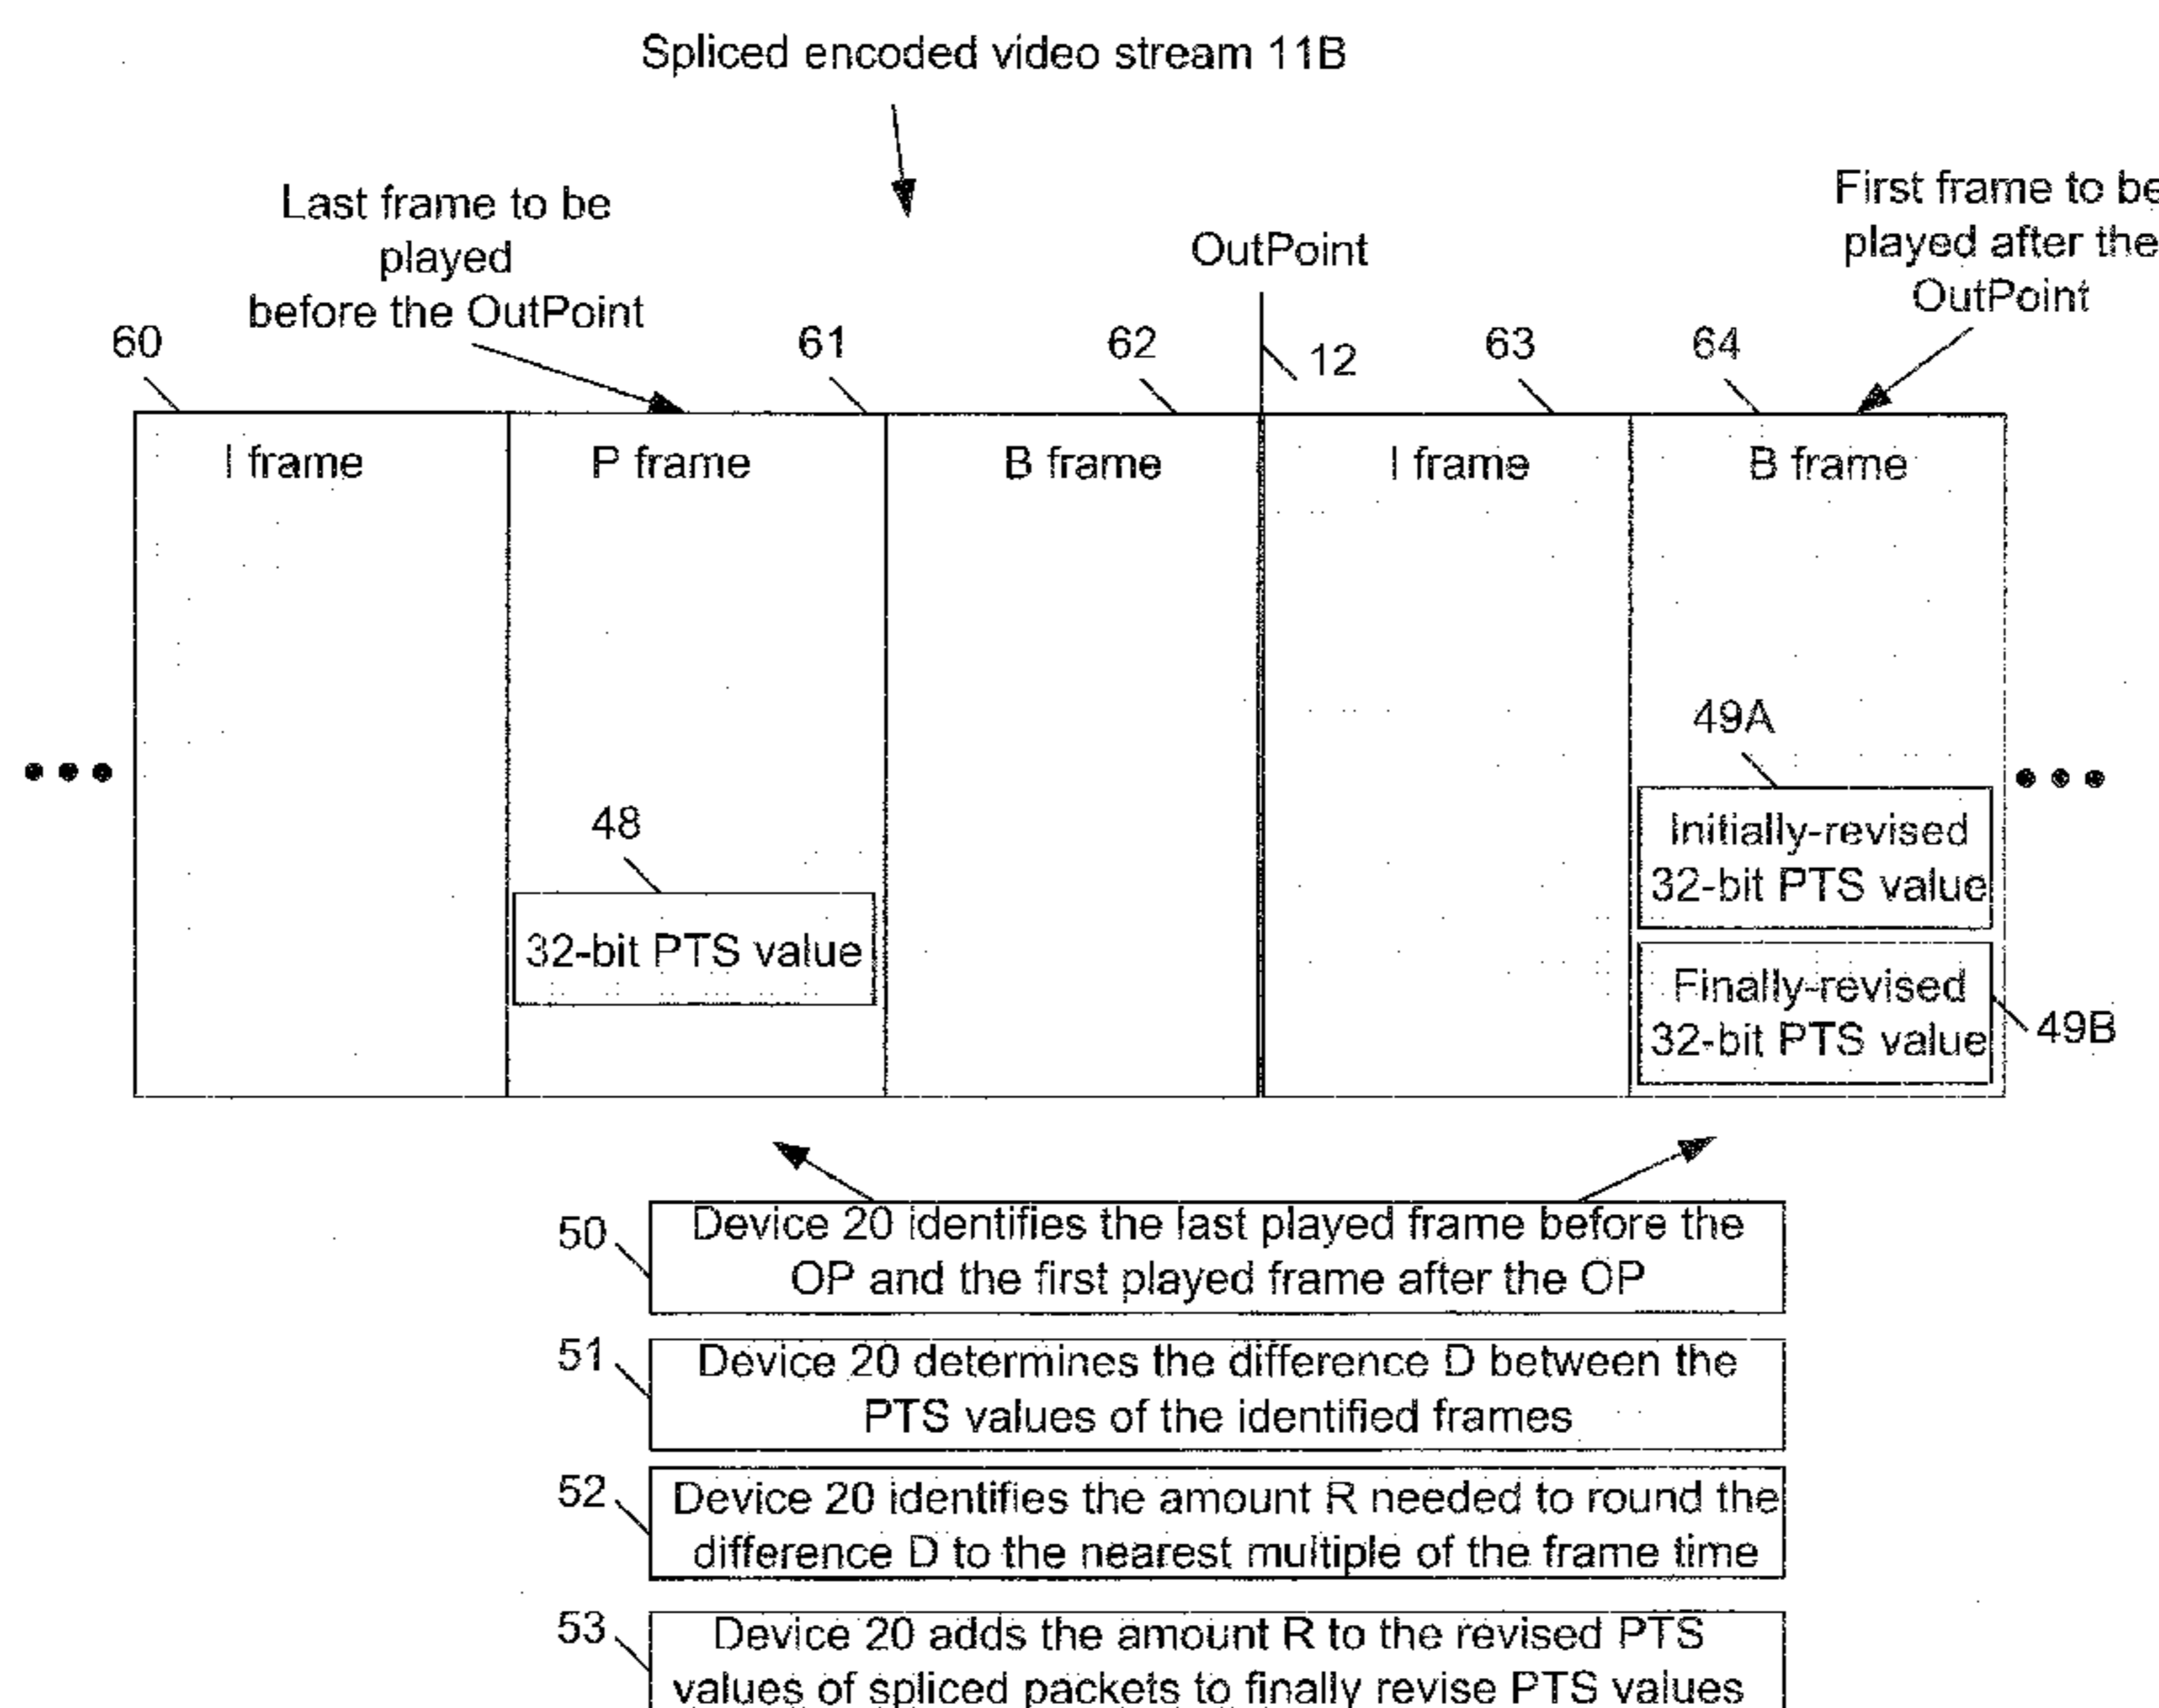 Spliced encoded video stream 11B
Last frame to be
played
before the OutPoint
OutPoint
First frame to be
played after the
OutPoint
60
61
62
12
63
64
I frame
P frame
B frame
I frame
B frame
49A
48
Initially-revised
32-bit PTS value
32-bit PTS value
Finally-revised
32-bit PTS value
49B
50
Device 20 identifies the last played frame before the
OP and the first played frame after the OP
51
Device 20 determines the difference D between the
PTS values of the identified frames
52
Device 20 identifies the amount R needed to round the
difference D to the nearest multiple of the frame time
53
Device 20 adds the amount R to the revised PTS
values of spliced packets to finally revise PTS values